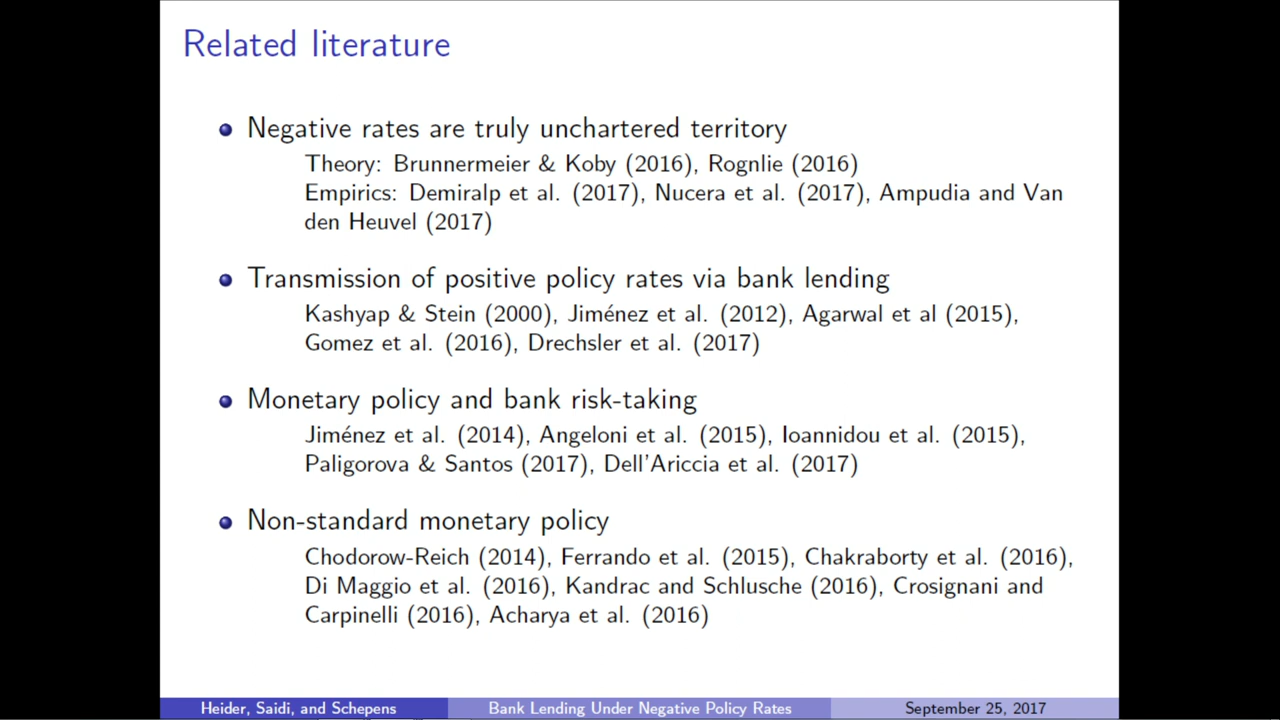 Related literature
Negative rates are truly unchartered territory
Theory: Brunnermeier & Koby (2016), Rognlie (2016)
Empirics: Demiralp et al. (2017), Nucera et al. (2017), Ampudia and Van
den Heuvel (2017)
Transmission of positive policy rates via bank lending
Kashyap & Stein (2000), Jiménez et al. (2012), Agarwal et al (2015),
Gomez et al. (2016), Drechsler et al. (2017)
Monetary policy and bank risk-taking
Jiménez et al. (2014), Angeloni et al. (2015), Ioannidou et al. (2015),
Paligorova & Santos (2017), Dell'Ariccia et al. (2017)
Non-standard monetary policy
Chodorow-Reich (2014), Ferrando et al. (2015), Chakraborty et al. (2016),
Di Maggio et al. (2016), Kandrac and Schlusche (2016), Crosignani and
Carpinelli (2016), Acharya et al. (2016)
Heider, Saidi, and Schepens Bank Lending Under Negative Policy Rates September 25, 2017